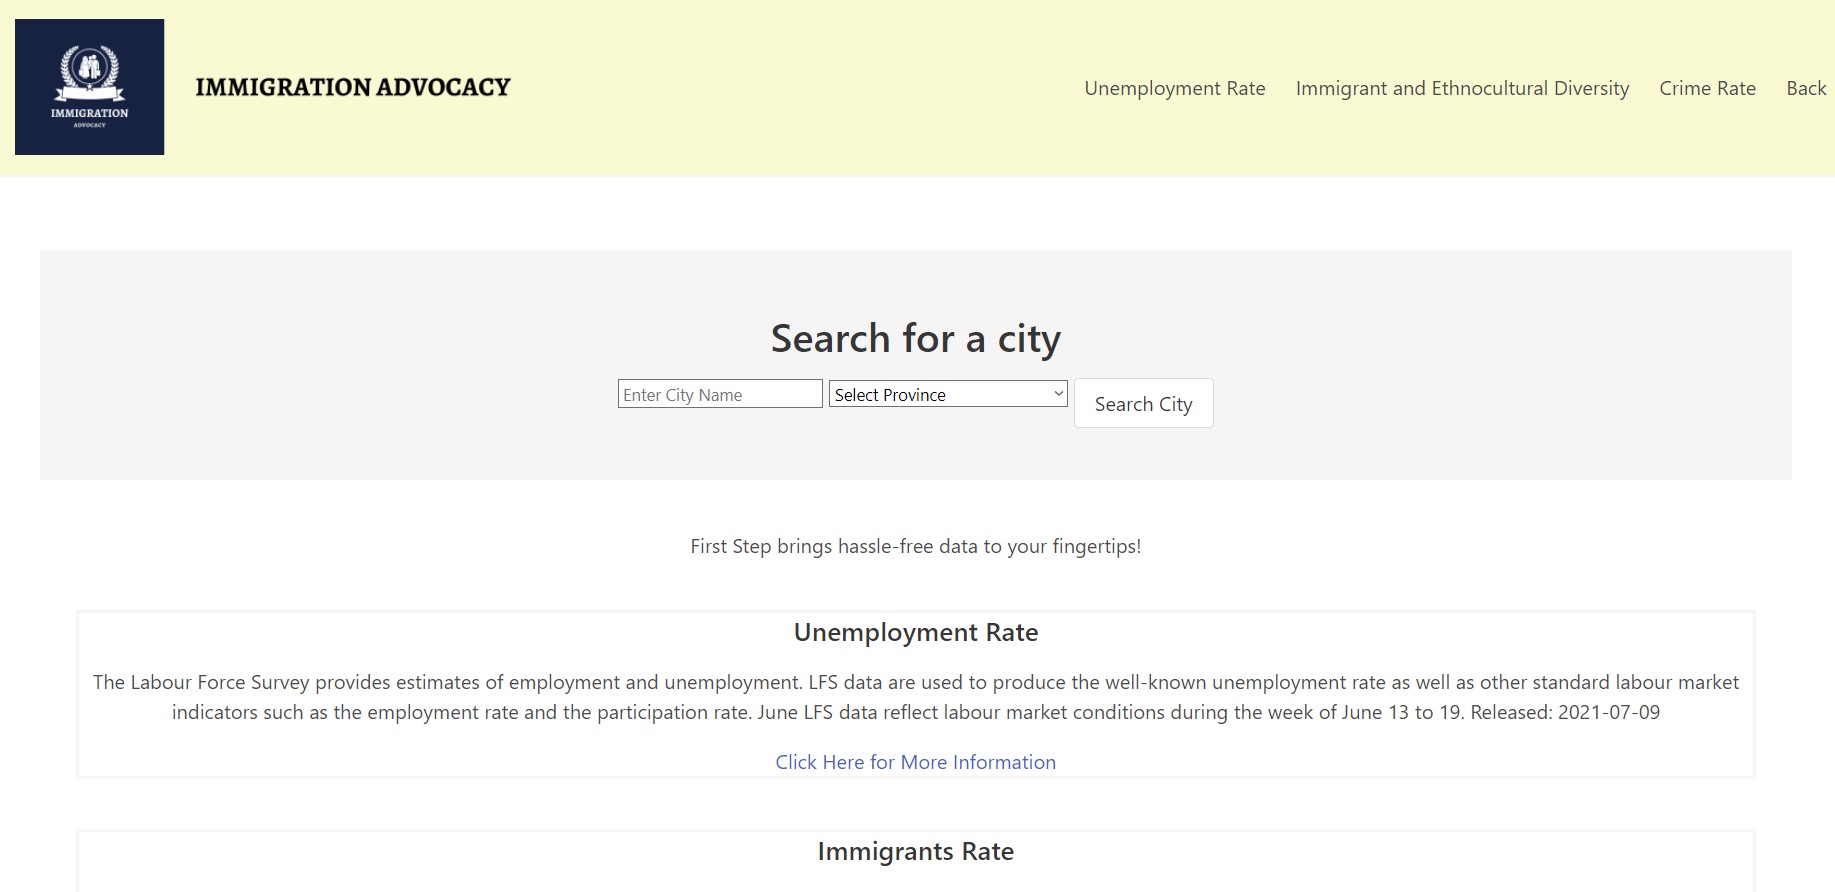 IMMIGRATION
ADVOCACY
IMMIGRATION ADVOCACY
Unemployment Rate Immigrant and Ethnocultural Diversity Crime Rate Back
Search for a city
Enter City Name Select Province Search City
First Step brings hassle-free data to your fingertips!
Unemployment Rate
The Labour Force Survey provides estimates of employment and unemployment. LFS data are used to produce the well-known unemployment rate as well as other standard labour market
indicators such as the employment rate and the participation rate. June LFS data reflect labour market conditions during the week of June 13 to 19. Released: 2021-07-09
Click Here for More Information
Immigrants Rate